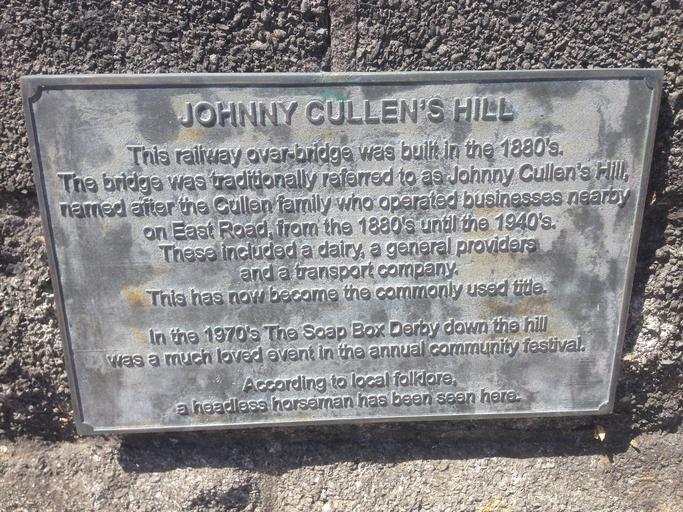 JOHNNY CULLEN'S HILL
This railway over-bridge was built in the 1880's.
The bridge was traditionally referred to as Johnny Cullen's Hill,
named after the Cullen family who operated businesses nearby
on East Road, from the 1880's until the 1940's.
These included a dairy, a general providers
and a transport company.
This has now become the commonly used title.
In the 1970's The Soap Box Derby down the hill
was a much loved event in the annual community festival.
According to local folklore,
a headless horseman has been seen here.